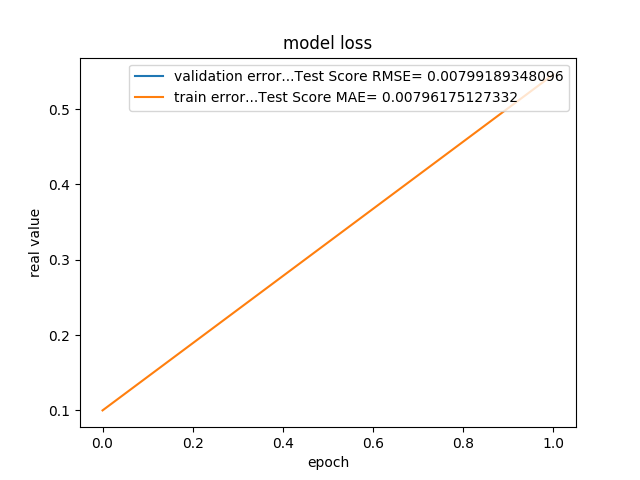 model loss
validation error...Test Score RMSE= 0.00799189348096
train error...Test Score MAE= 0.00796175127332
real value
0.5
0.4
0.3
0.2
0.1
0.0 0.2 0.4 0.6 0.8 1.0
epoch